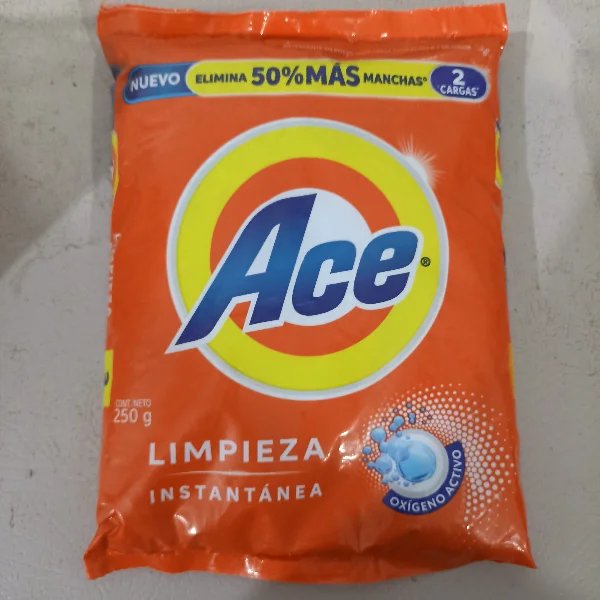 NUEVO ELIMINA 50% MÁS MANCHAS° 2 CARGAS*
Ace®
CONT. NETO
250 g
LIMPIEZA
INSTANTÁNEA
OXÍGENO ACTIVO